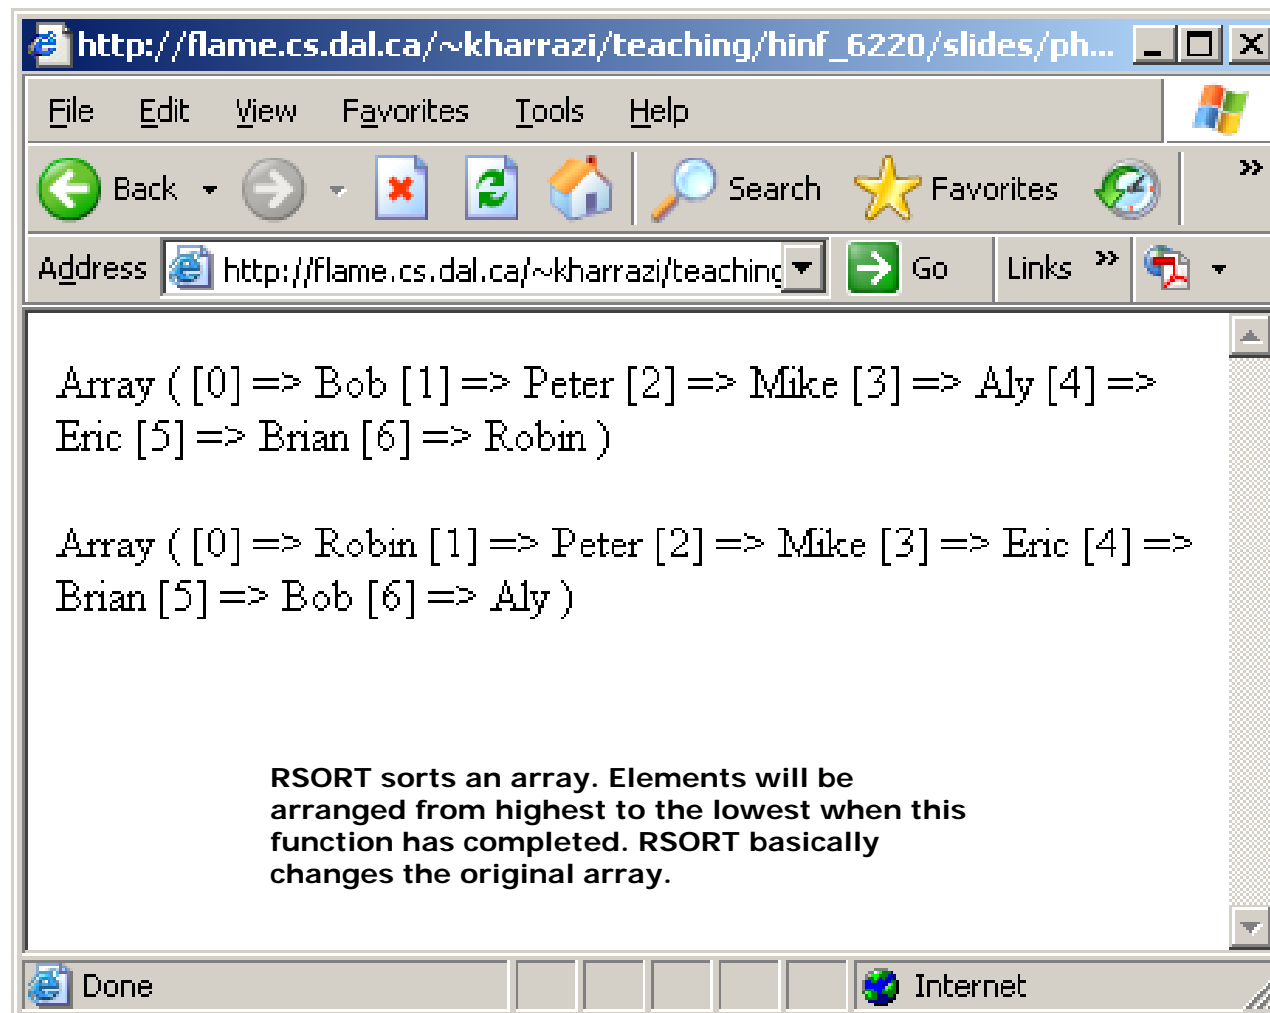 http://flame.cs.dal.ca/~kharrazi/teaching/hinf_6220/slides/ph...
File Edit View Favorites Tools Help
Back Search Favorites »
Address http://flame.cs.dal.ca/~kharrazi/teaching Go Links »
Array ( [0] => Bob [1] => Peter [2] => Mike [3] => Aly [4] =>
Eric [5] => Brian [6] => Robin )
Array ( [0] => Robin [1] => Peter [2] => Mike [3] => Eric [4] =>
Brian [5] => Bob [6] => Aly )
RSORT sorts an array. Elements will be
arranged from highest to the lowest when this
function has completed. RSORT basically
changes the original array.
Done Internet